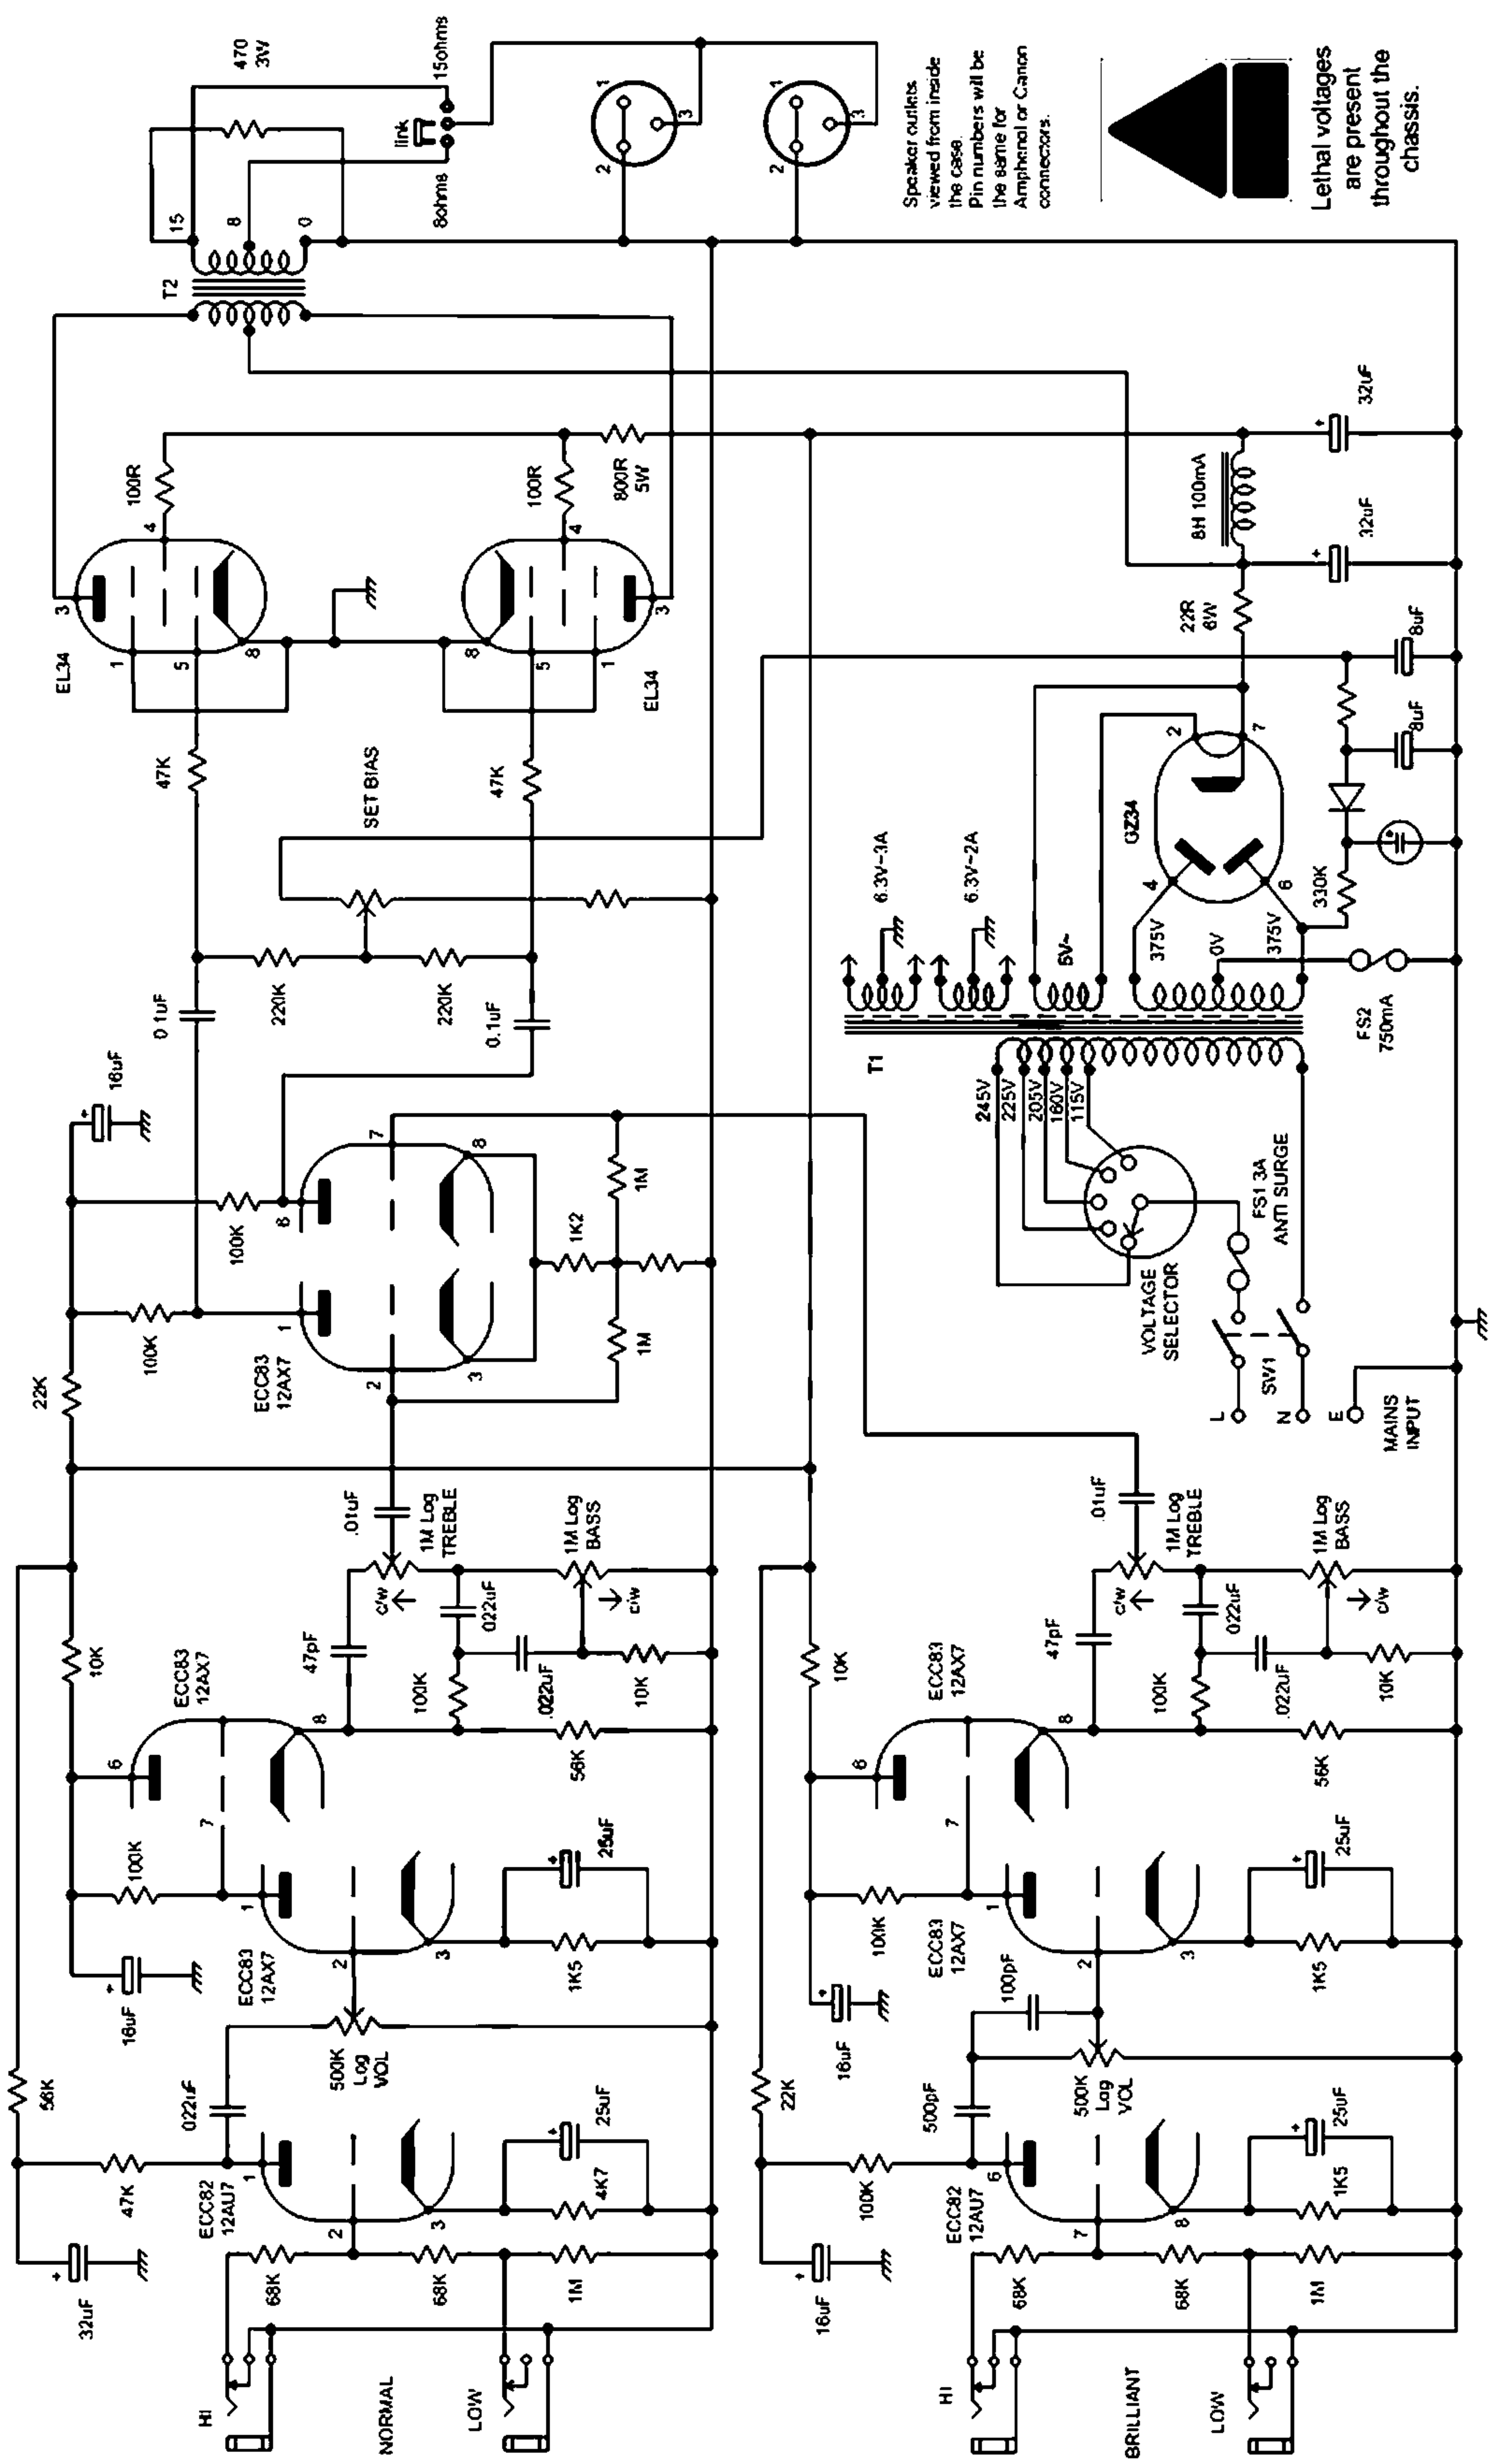 HI
NORMAL
LOW
32uF
68K
68K
1M
ECC82
12AU7
2
1
3
47K
56K
.022uF
4K7
25uF
500K
Log
VOL
16uF
ECC83
12AX7
2
1
3
100K
1K5
25uF
7
6
8
ECC83
12AX7
10K
56K
47pF
100K
.022uF
.022uF
10K
c/w
1M Log
TREBLE
.01uF
1M Log
BASS
c/w
22K
ECC83
12AX7
2
1
3
100K
100K
6
7
8
1M
1K2
1M
16uF
0.1uF
0.1uF
220K
220K
SET BIAS
47K
47K
EL34
1
5
8
3
4
100R
8
5
1
3
4
EL34
100R
800R
5W
T2
15
8
0
470
3W
8ohms
link
15ohms
2
1
3
2
1
3
Speaker outlets
viewed from inside
the case.
Pin numbers will be
the same for
Amphenol or Canon
connectors.
Lethal voltages
are present
throughout the
chassis.
HI
BRILLIANT
LOW
16uF
68K
68K
1M
ECC82
12AU7
7
6
8
100K
22K
500pF
1K5
25uF
500K
Log
VOL
100pF
16uF
ECC83
12AX7
2
1
3
100K
1K5
25uF
7
6
8
ECC83
12AX7
10K
56K
47pF
100K
.022uF
.022uF
10K
c/w
1M Log
TREBLE
.01uF
1M Log
BASS
c/w
L
N
E
MAINS
INPUT
SW1
VOLTAGE
SELECTOR
FS1 3A
ANTI SURGE
245V
225V
205V
160V
115V
T1
6.3V~3A
6.3V~2A
5V~
375V
0V
375V
FS2
750mA
330K
GZ34
4
6
2
7
8uF
8uF
22R
6W
8H 100mA
32uF
32uF